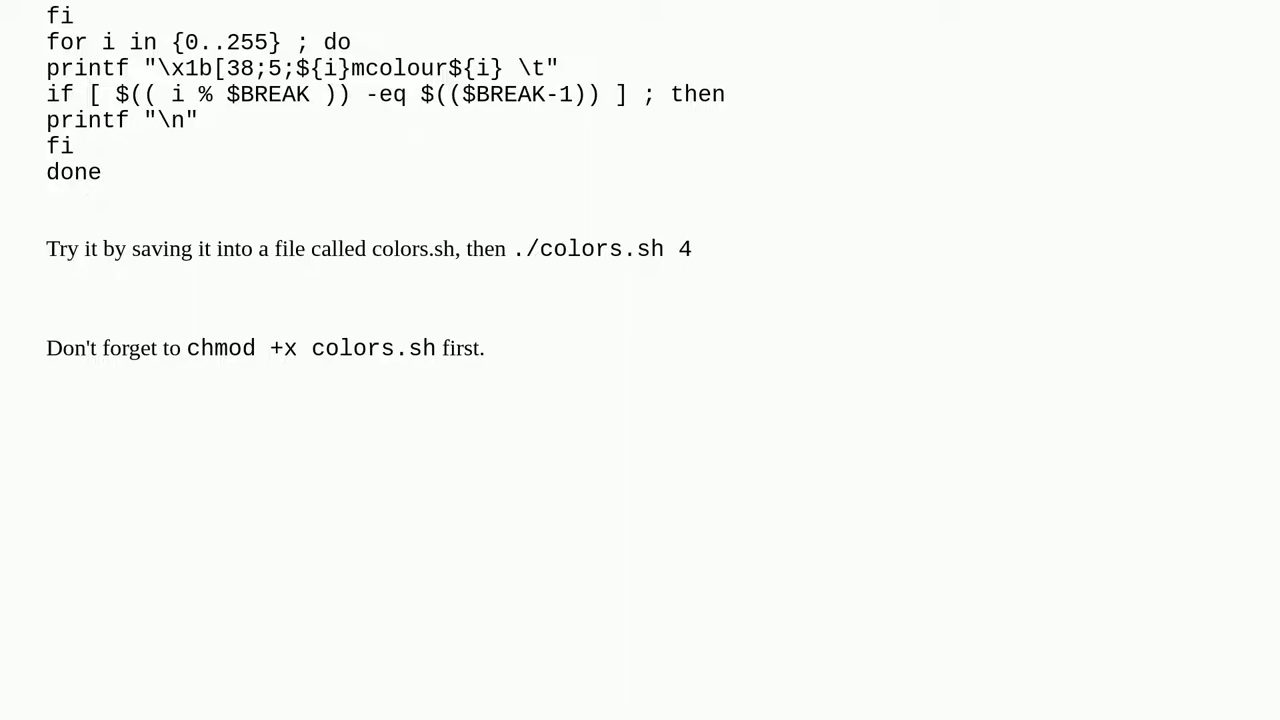 fi
for i in {0..255} ; do
printf "\x1b[38;5;${i}mcolour${i} \t"
if [ $(( i % $BREAK )) -eq $(($BREAK-1)) ] ; then
printf "\n"
fi
done
Try it by saving it into a file called colors.sh, then ./colors.sh 4
Don't forget to chmod +x colors.sh first.